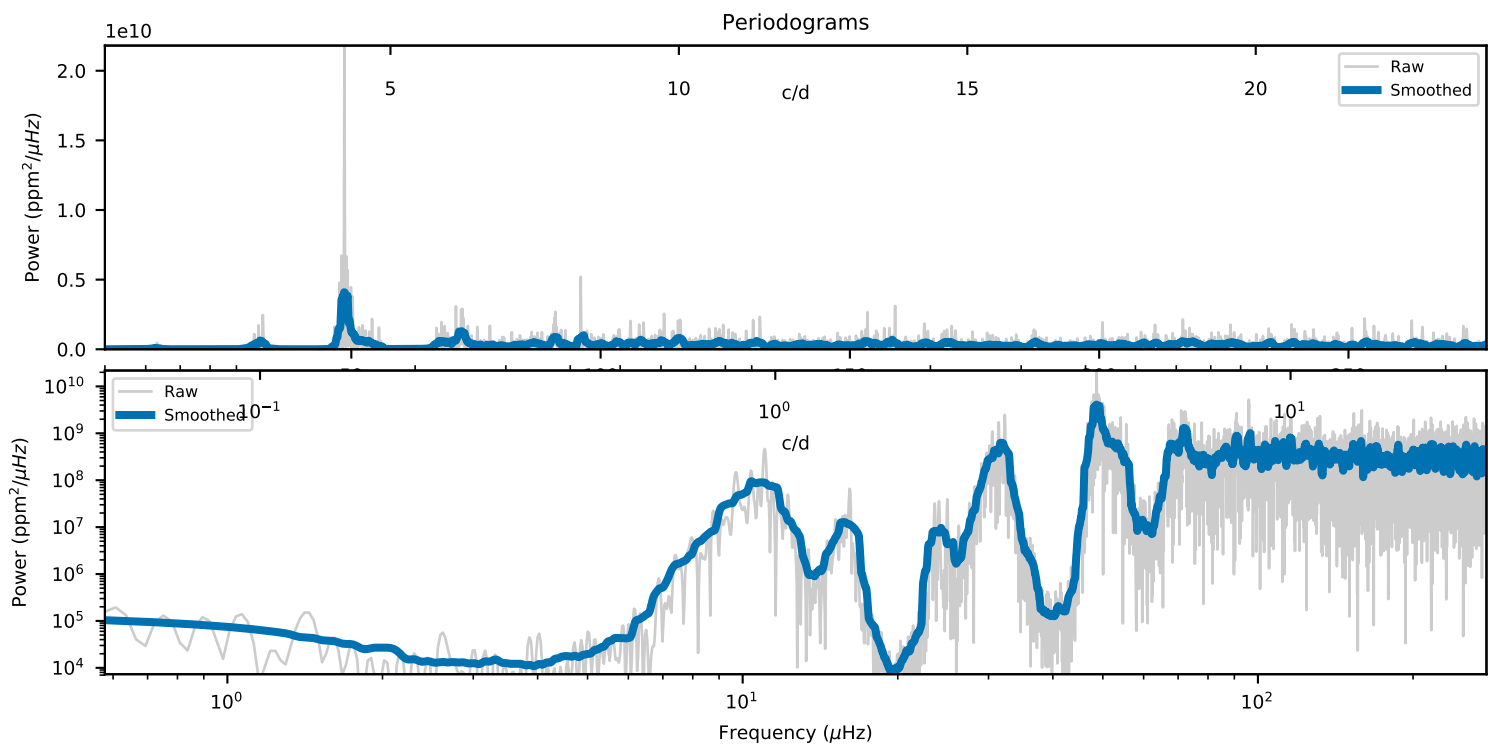 Periodograms
1e10
Raw
Smoothed
5
10
15
20
c/d
2.0
1.5
1.0
0.5
0.0
Power (ppm²/μHz)
Raw
Smoothed
10⁻¹
10⁰
10¹
c/d
10¹⁰
10⁹
10⁸
10⁷
10⁶
10⁵
10⁴
Power (ppm²/μHz)
10⁰
10¹
10²
Frequency (μHz)